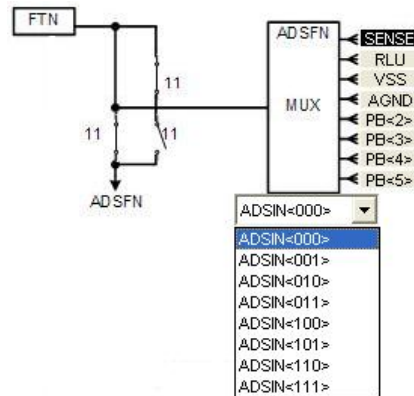 FTN
ADSFN
SENSE
RLU
VSS
AGND
MUX
PB<2>
PB<3>
PB<4>
PB<5>
11
11
11
ADSFN
ADSIN<000>
ADSIN<000>
ADSIN<001>
ADSIN<010>
ADSIN<011>
ADSIN<100>
ADSIN<101>
ADSIN<110>
ADSIN<111>